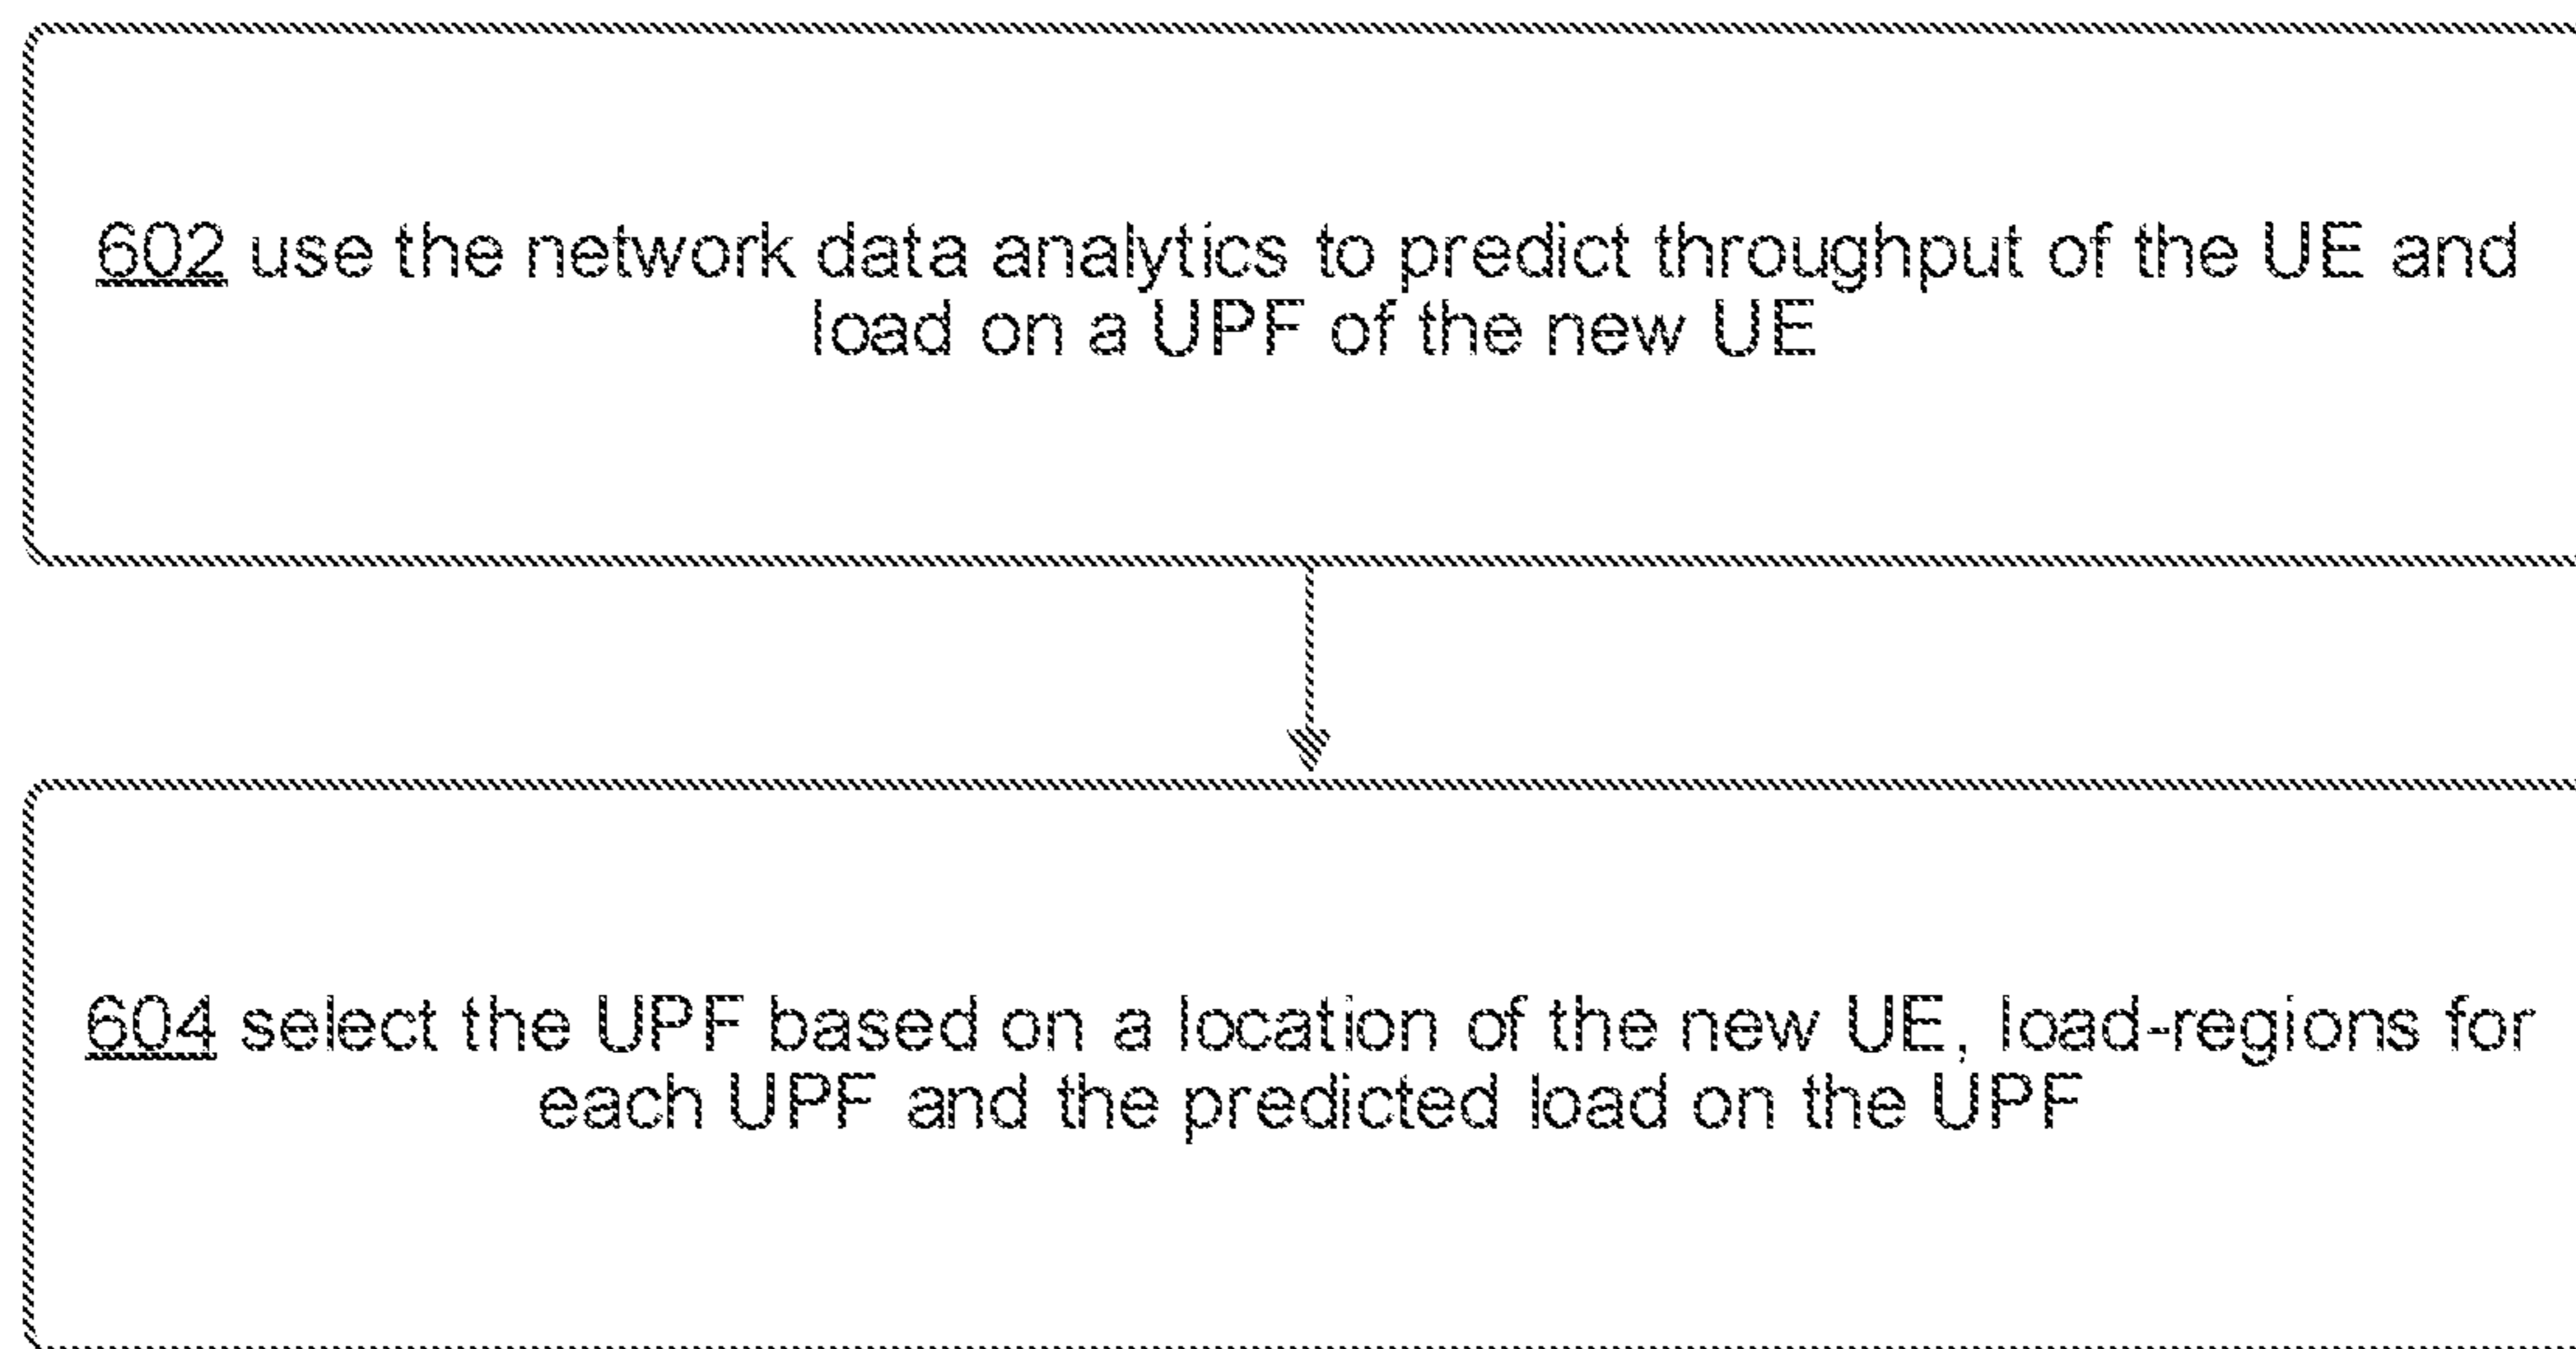 602 use the network data analytics to predict throughput of the UE and
load on a UPF of the new UE
604 select the UPF based on a location of the new UE, load-regions for
each UPF and the predicted load on the UPF